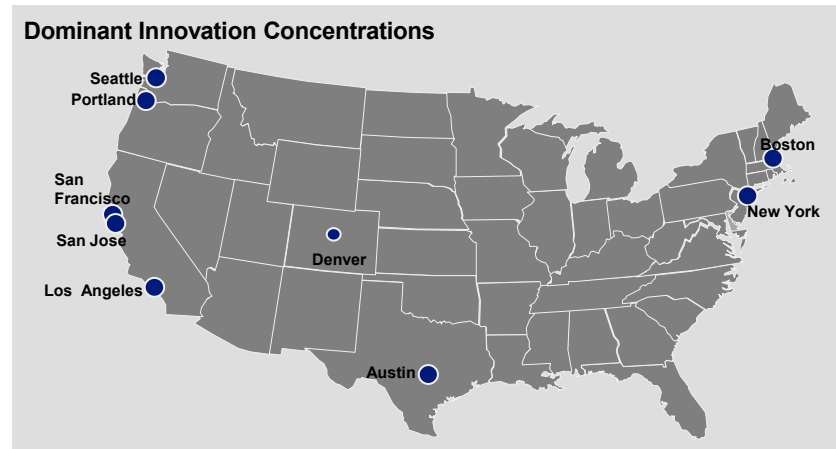 Dominant Innovation Concentrations
Seattle
Portland
Boston
San
Francisco
New York
San Jose
Denver
Los  Angeles
Austin